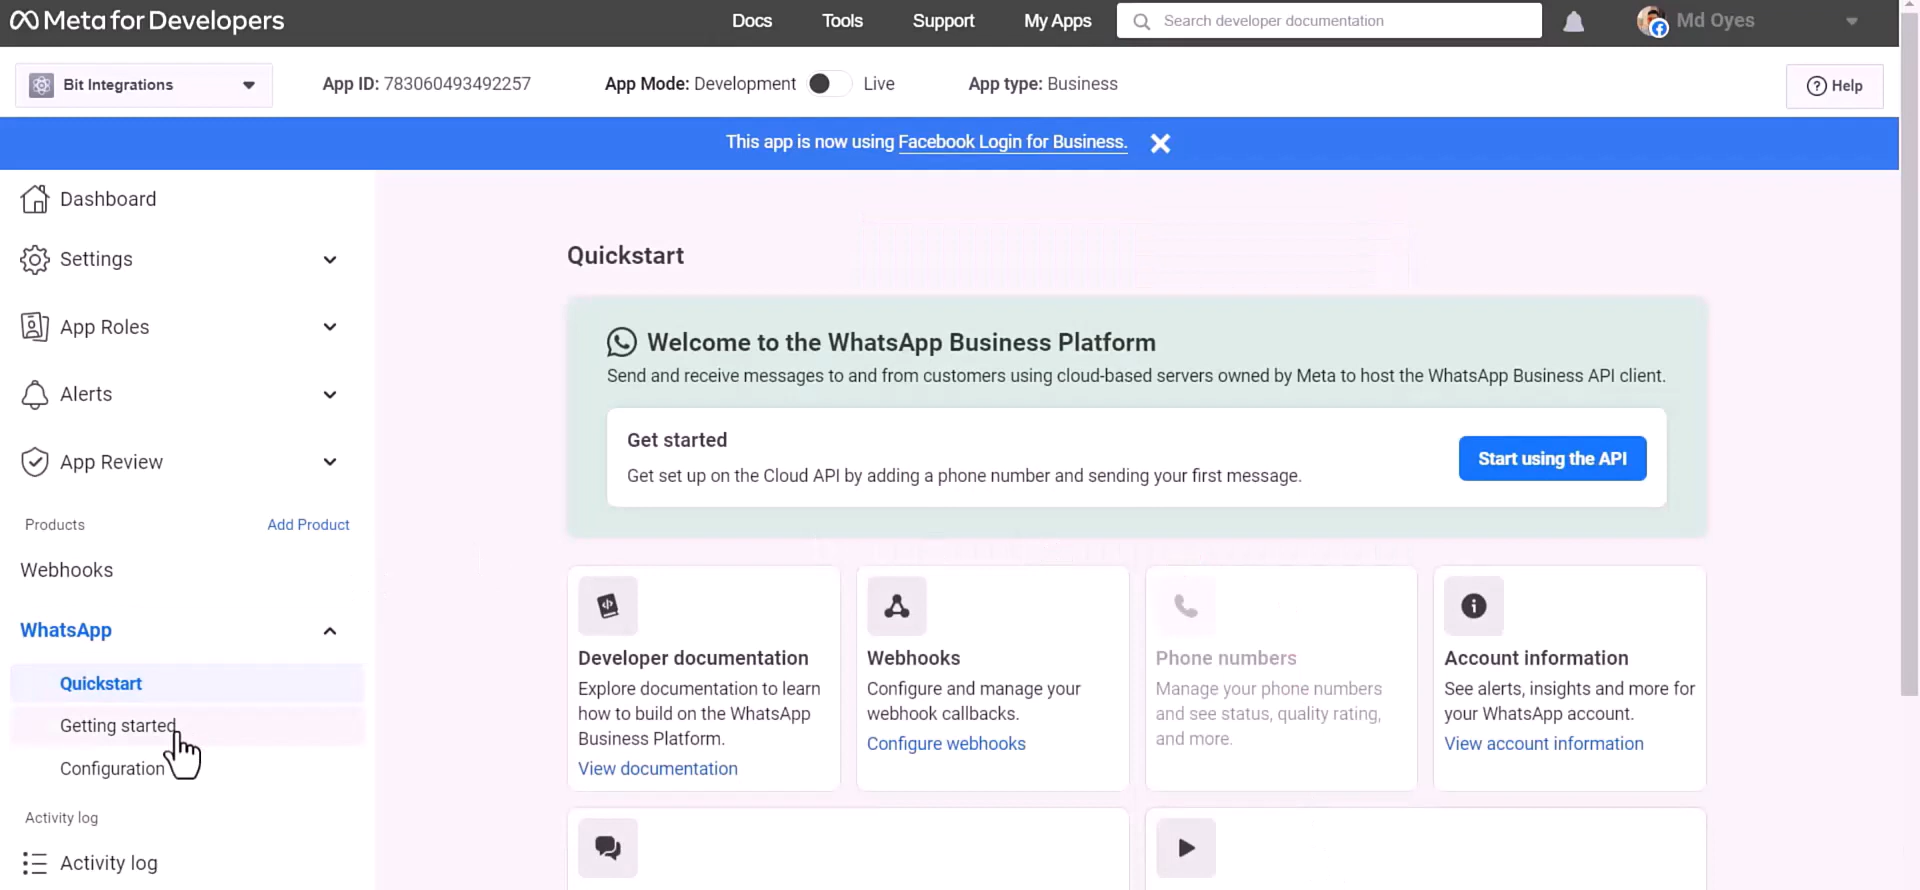 Meta for Developers
Docs
Tools
Support
My Apps
Search developer documentation
Md Oyes
Bit Integrations
App ID: 783060493492257
App Mode: Development
Live
App type: Business
Help
This app is now using Facebook Login for Business.
Dashboard
Settings
App Roles
Alerts
App Review
Products
Add Product
Webhooks
WhatsApp
Quickstart
Getting started
Configuration
Activity log
Activity log
Quickstart
Welcome to the WhatsApp Business Platform
Send and receive messages to and from customers using cloud-based servers owned by Meta to host the WhatsApp Business API client.
Get started
Get set up on the Cloud API by adding a phone number and sending your first message.
Start using the API
Developer documentation
Explore documentation to learn
how to build on the WhatsApp
Business Platform.
View documentation
Webhooks
Configure and manage your
webhook callbacks.
Configure webhooks
Phone numbers
Manage your phone numbers
and see status, quality rating,
and more.
Account information
See alerts, insights and more for
your WhatsApp account.
View account information